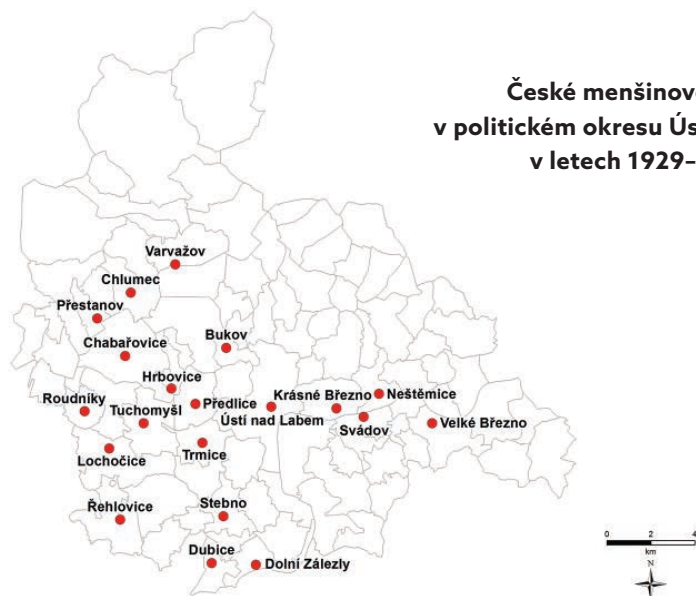 České menšinov
v politickém okresu Ús
v letech 1929–
Varvažov
Chlumec
Přestanov
Chabařovice
Bukov
Hrbovice
Roudníky
Tuchomyšl
Předlice
Krásné Březno
Neštěmice
Ústí nad Labem
Svádov
Velké Březno
Lochočice
Trmice
Řehlovice
Stebno
Dubice
Dolní Zálezly
0 2 4
km
N